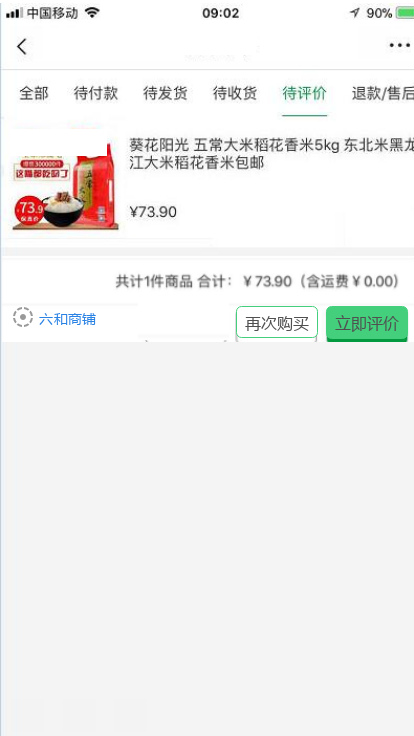 中国移动 09:02 90%
全部 待付款 待发货 待收货 待评价 退款/售后
葵花阳光 五常大米稻花香米5kg 东北米黑龙
江大米稻花香米包邮
¥73.90
¥73.9
五常大
共计1件商品 合计：￥73.90（含运费￥0.00）
六和商铺
再次购买 立即评价